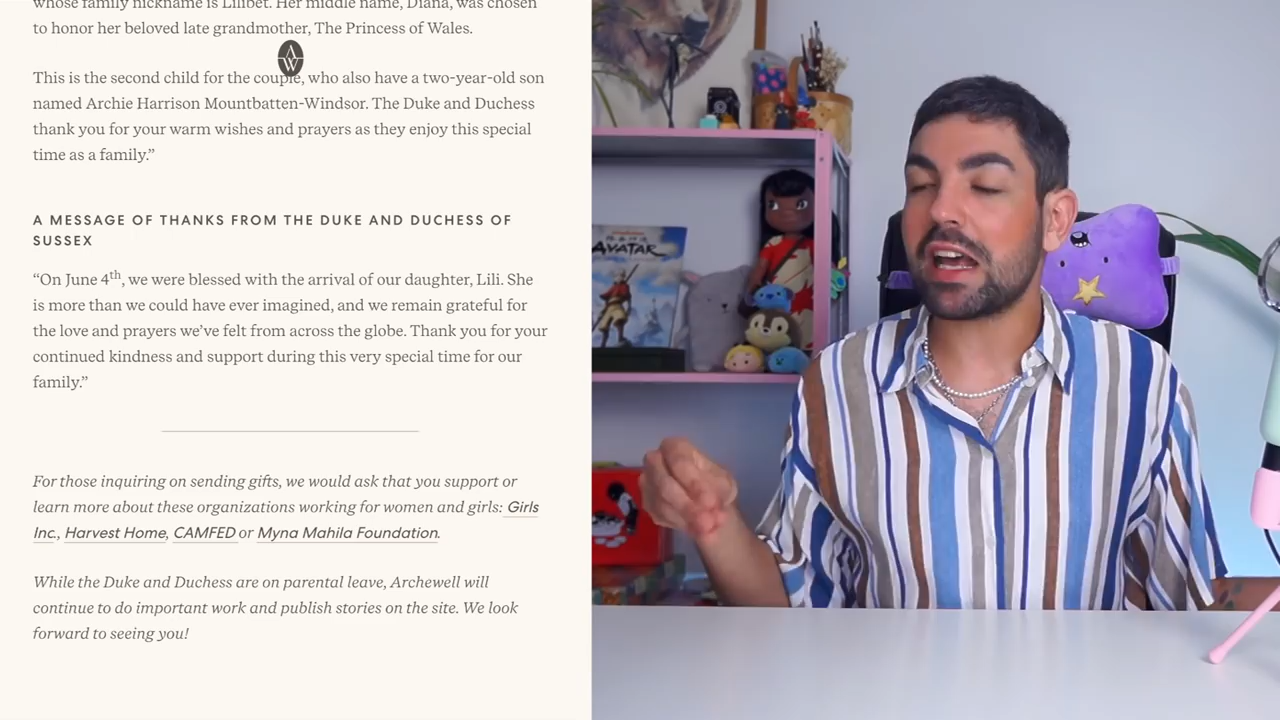 whose family nickname is Lilibet. Her middle name, Diana, was chosen
to honor her beloved late grandmother, The Princess of Wales.
AW
This is the second child for the couple, who also have a two-year-old son
named Archie Harrison Mountbatten-Windsor. The Duke and Duchess
thank you for your warm wishes and prayers as they enjoy this special
time as a family.”
A MESSAGE OF THANKS FROM THE DUKE AND DUCHESS OF
SUSSEX
“On June 4th, we were blessed with the arrival of our daughter, Lili. She
is more than we could have ever imagined, and we remain grateful for
the love and prayers we’ve felt from across the globe. Thank you for your
continued kindness and support during this very special time for our
family.”
For those inquiring on sending gifts, we would ask that you support or
learn more about these organizations working for women and girls: Girls
Inc., Harvest Home, CAMFED or Myna Mahila Foundation.
While the Duke and Duchess are on parental leave, Archewell will
continue to do important work and publish stories on the site. We look
forward to seeing you!
AVATAR